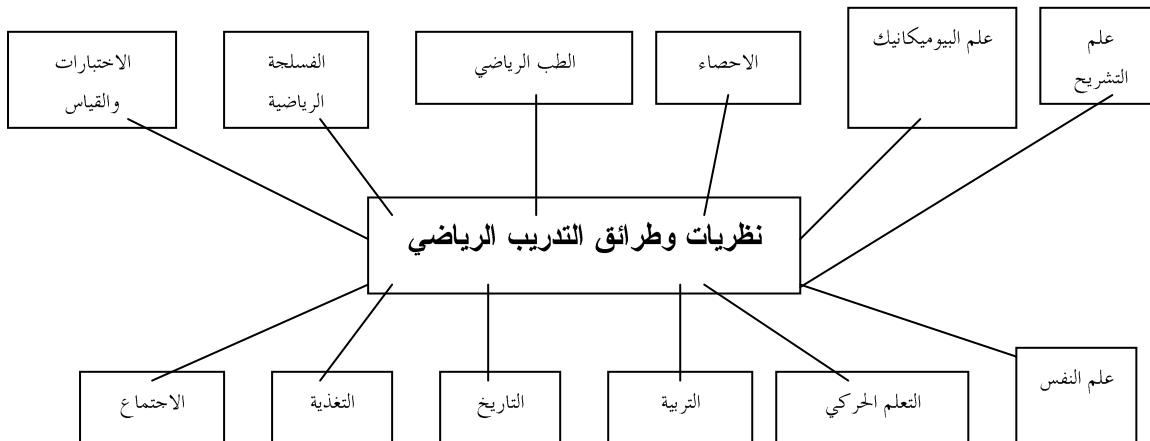 علم
التشريح
علم البيوميكانيك
الاحصاء
الطب الرياضي
الفسلجة
الرياضية
الاختبارات
والقياس
نظريات وطرائق التدريب الرياضي
علم النفس
التعلم الحركي
التربية
التاريخ
التغذية
الاجتماع